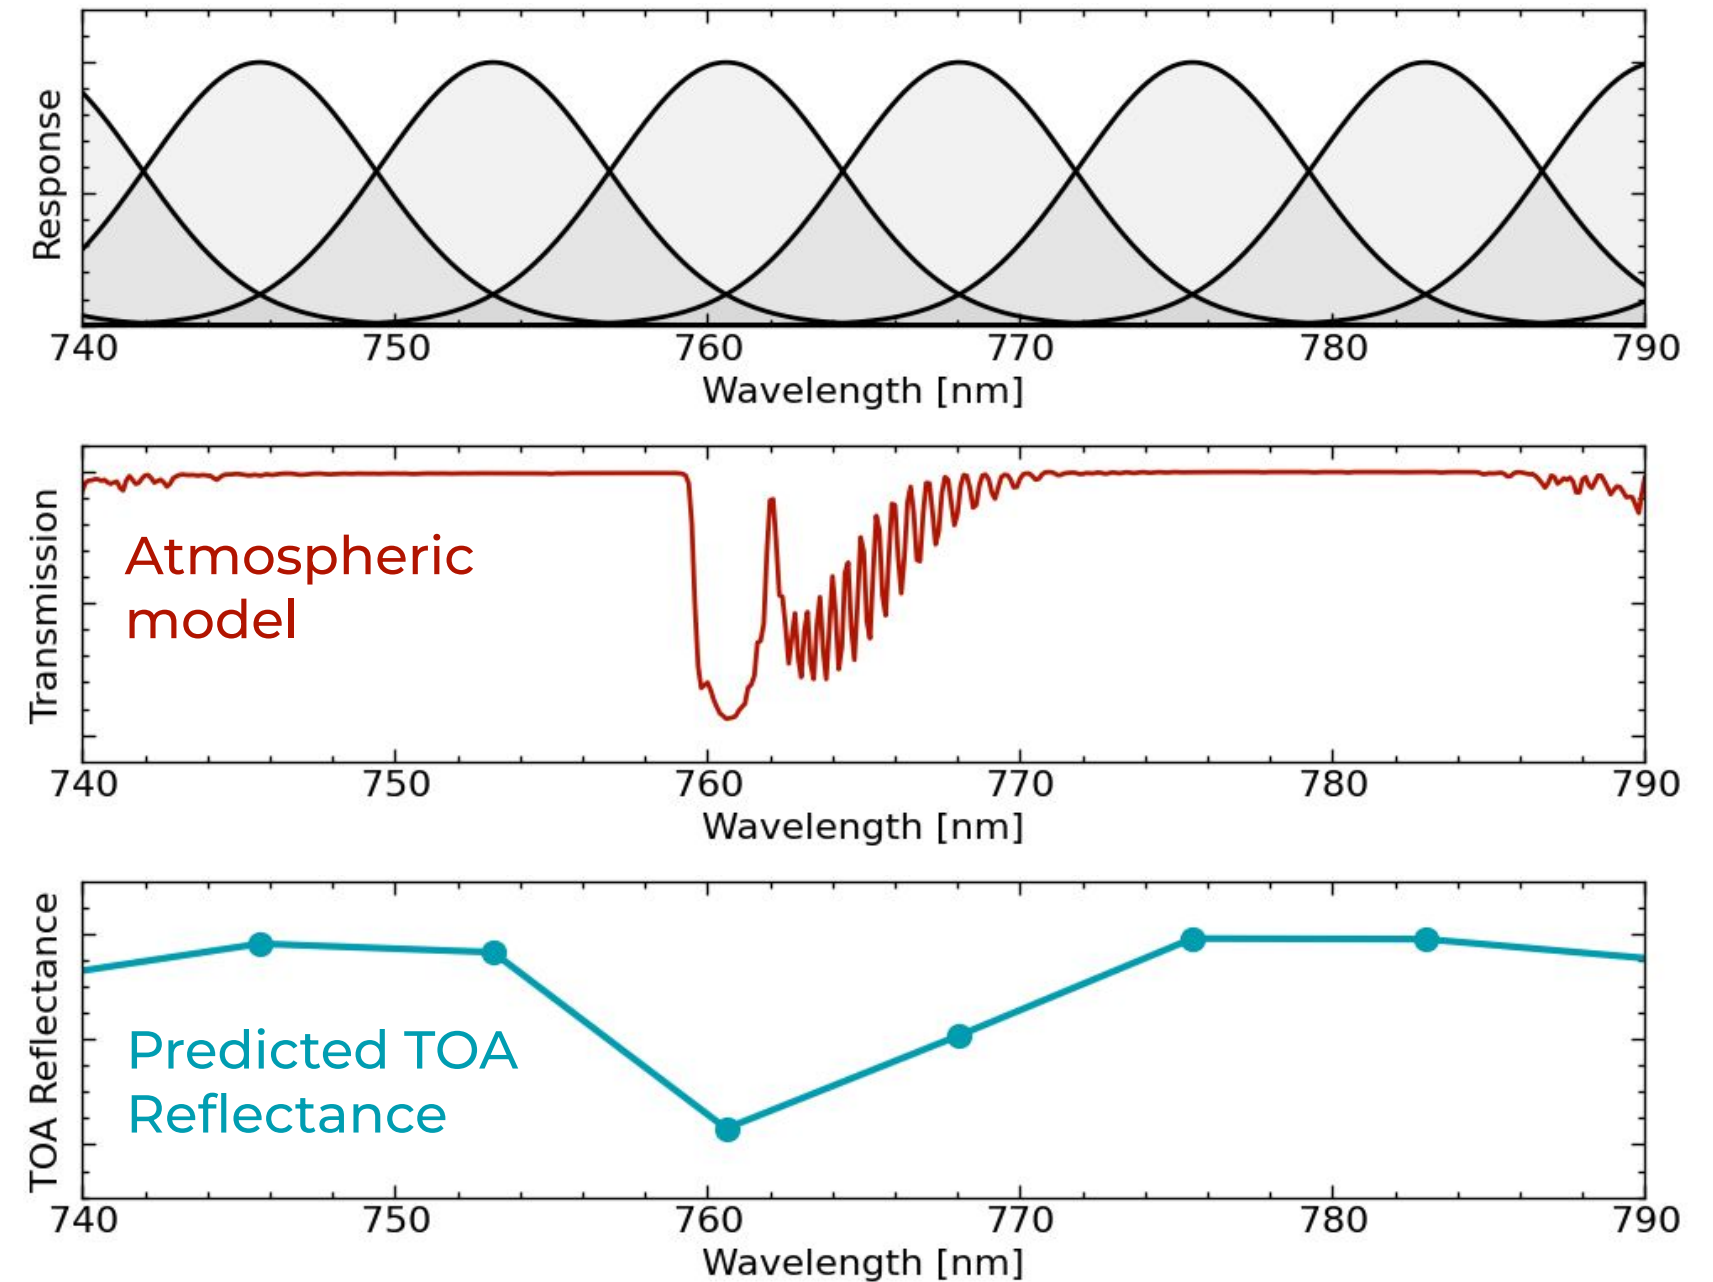 Response
740 750 760 770 780 790
Wavelength [nm]
Transmission
Atmospheric
model
740 750 760 770 780 790
Wavelength [nm]
TOA Reflectance
Predicted TOA
Reflectance
740 750 760 770 780 790
Wavelength [nm]